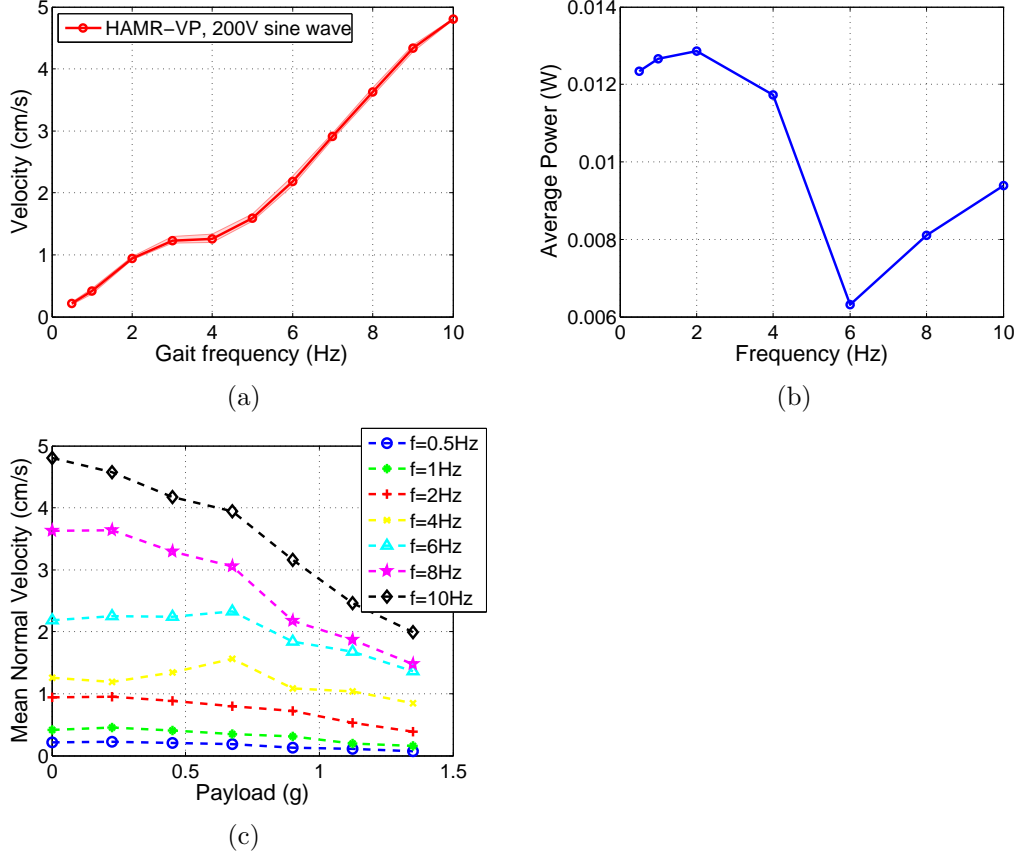 5
4
3
2
1
0
0
2
4
6
8
10
Velocity (cm/s)
Gait frequency (Hz)
HAMR−VP, 200V sine wave
(a)
0.014
0.012
0.01
0.008
0.006
0
2
4
6
8
10
Average Power (W)
Frequency (Hz)
(b)
5
4
3
2
1
0
0
0.5
1
1.5
Mean Normal Velocity (cm/s)
Payload (g)
f=0.5Hz
f=1Hz
f=2Hz
f=4Hz
f=6Hz
f=8Hz
f=10Hz
(c)